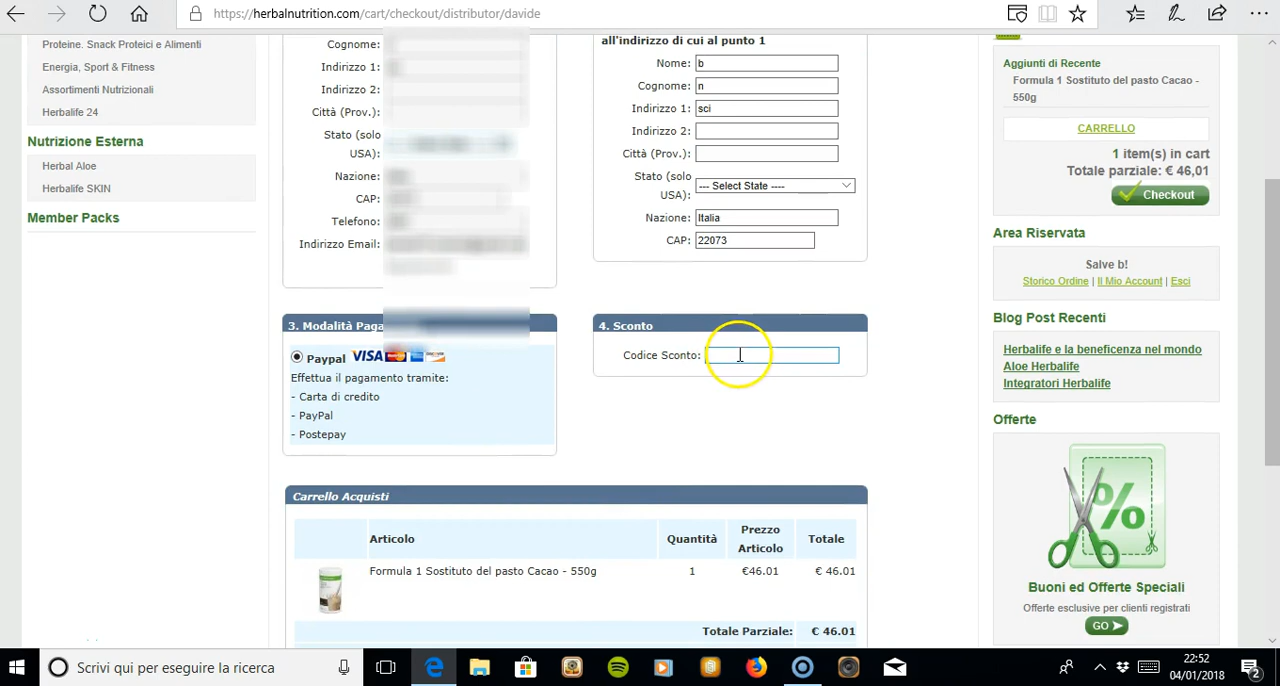 https://herbalnutrition.com/cart/checkout/distributor/davide
Proteine. Snack Proteici e Alimenti
Energia, Sport & Fitness
Assortimenti Nutrizionali
Herbalife 24
Nutrizione Esterna
Herbal Aloe
Herbalife SKIN
Member Packs
Cognome:
Indirizzo 1:
Indirizzo 2:
Città (Prov.):
Stato (solo
USA):
Nazione:
CAP:
Telefono:
Indirizzo Email:
all'indirizzo di cui al punto 1
Nome: b
Cognome: n
Indirizzo 1: sci
Indirizzo 2:
Città (Prov.):
Stato (solo
USA): --- Select State ----
Nazione: Italia
CAP: 22073
3. Modalità Paga
Paypal VISA
Effettua il pagamento tramite:
- Carta di credito
- PayPal
- Postepay
4. Sconto
Codice Sconto:
Carrello Acquisti
Articolo Quantità Prezzo Articolo Totale
Formula 1 Sostituto del pasto Cacao - 550g 1 €46.01 € 46.01
Totale Parziale: € 46.01
Aggiunti di Recente
Formula 1 Sostituto del pasto Cacao -
550g
CARRELLO
1 item(s) in cart
Totale parziale: € 46,01
Checkout
Area Riservata
Salve b!
Storico Ordine | Il Mio Account | Esci
Blog Post Recenti
Herbalife e la beneficenza nel mondo
Aloe Herbalife
Integratori Herbalife
Offerte
%
Buoni ed Offerte Speciali
Offerte esclusive per clienti registrati
GO
Scrivi qui per eseguire la ricerca
22:52
04/01/2018
2